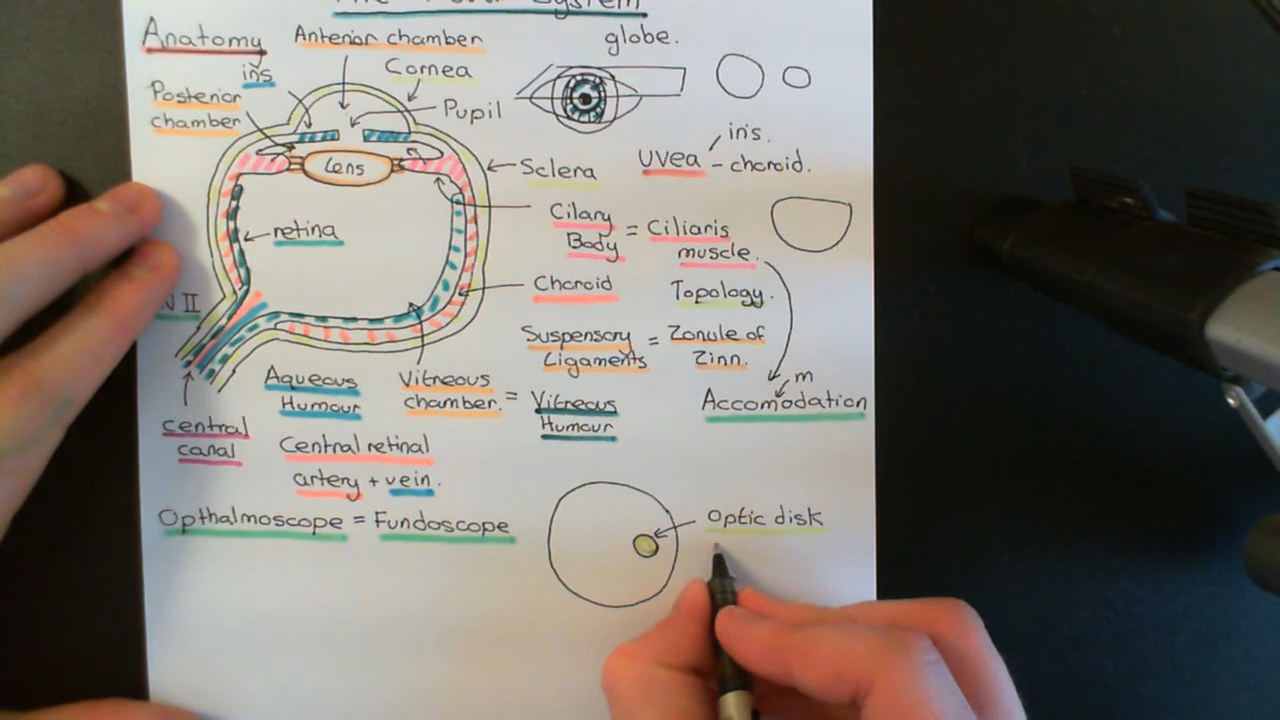 System
Anatomy
Anterior chamber
globe.
iris
Cornea
Posterior
chamber
Pupil
Lens
Sclera
Uvea
iris.
choroid.
retina
Cilary
Body
= Ciliaris
muscle.
Choroid
Topology.
N II
Suspensory
Ligaments
= Zonule of
Zinn.
Aqueous
Humour
Vitreous
chamber.
= Vitreous
Humour
m
Accomodation
central
canal
Central retinal
artery + vein.
Opthalmoscope = Fundoscope
Optic disk